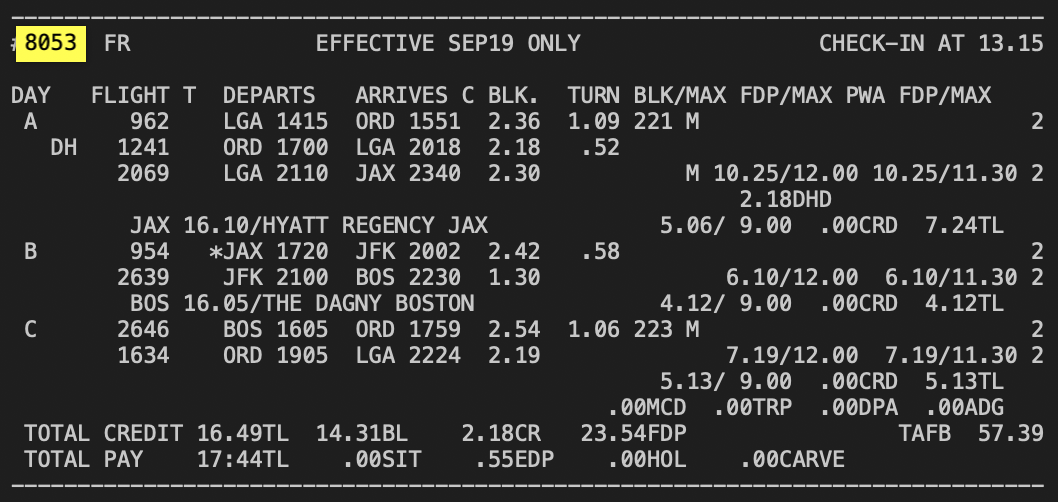 ----------------------------------------------------------------------
#8053 FR EFFECTIVE SEP19 ONLY CHECK-IN AT 13.15
DAY FLIGHT T DEPARTS ARRIVES C BLK. TURN BLK/MAX FDP/MAX PWA FDP/MAX
A 962 LGA 1415 ORD 1551 2.36 1.09 221 M 2
DH 1241 ORD 1700 LGA 2018 2.18 .52
2069 LGA 2110 JAX 2340 2.30 M 10.25/12.00 10.25/11.30 2
2.18DHD
JAX 16.10/HYATT REGENCY JAX 5.06/ 9.00 .00CRD 7.24TL
B 954 *JAX 1720 JFK 2002 2.42 .58 2
2639 JFK 2100 BOS 2230 1.30 6.10/12.00 6.10/11.30 2
BOS 16.05/THE DAGNY BOSTON 4.12/ 9.00 .00CRD 4.12TL
C 2646 BOS 1605 ORD 1759 2.54 1.06 223 M 2
1634 ORD 1905 LGA 2224 2.19 7.19/12.00 7.19/11.30 2
5.13/ 9.00 .00CRD 5.13TL
.00MCD .00TRP .00DPA .00ADG
TOTAL CREDIT 16.49TL 14.31BL 2.18CR 23.54FDP TAFB 57.39
TOTAL PAY 17:44TL .00SIT .55EDP .00HOL .00CARVE
----------------------------------------------------------------------